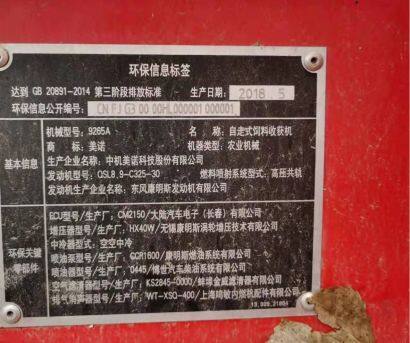 环保信息标签
达到 GB 20891-2014 第三阶段排放标准 生产日期: 2018.5
环保信息公开编号: CN FJ G3 00 00HL000001 000001
基本信息
机械型号:9265A 名称:自走式饲料收获机
商标:美诺 机器类型:农业机械
生产企业名称:中机美诺科技股份有限公司
发动机型号:QSL8.9-C325-30 燃料喷射系统型式:高压共轨
发动机生产企业名称:东风康明斯发动机有限公司
环保关键零部件
ECU型号/生产厂:CM2150/大陆汽车电子(长春)有限公司
增压器型号/生产厂:HX40W/无锡康明斯涡轮增压技术有限公司
中冷器型式:空空中冷
喷油泵型号/生产厂:CCR1600/康明斯燃油系统有限公司
喷油器型号/生产厂:0445/博世汽车柴油系统有限公司
空气滤清器型号/生产厂:KS2845-0000/蚌埠金威滤清器有限公司
排气消声器型号/生产厂:WT-XSQ-400/上海鸣敏内燃机配件有限公司